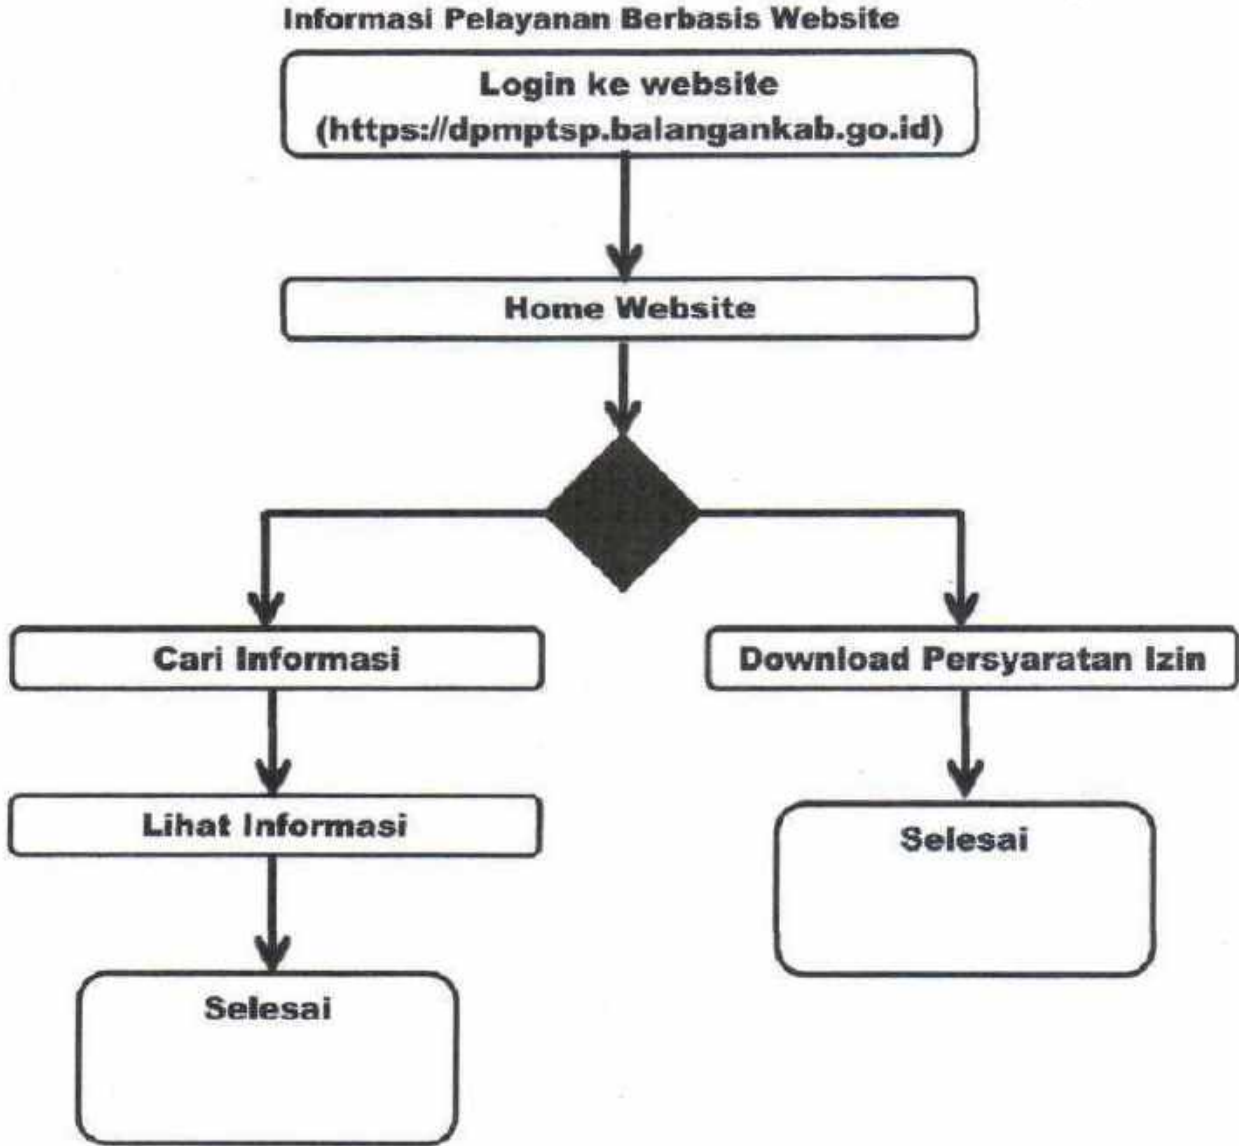 Informasi Pelayanan Berbasis Website
Login ke website
(https://dpmptsp.balangankab.go.id)
Home Website
Cari Informasi
Download Persyaratan Izin
Lihat Informasi
Selesai
Selesai